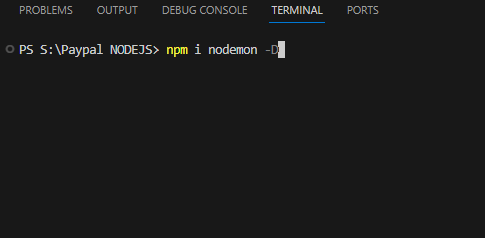 PROBLEMS OUTPUT DEBUG CONSOLE TERMINAL PORTS
PS S:\Paypal NODEJS> npm i nodemon -D